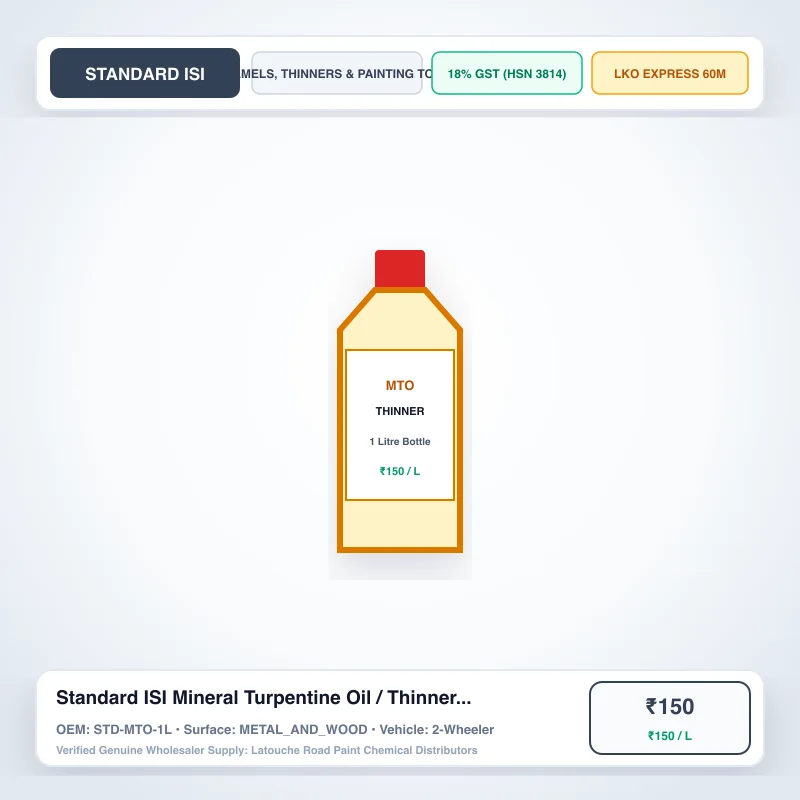 STANDARD ISI
MELS, THINNERS & PAINTING TO
18% GST (HSN 3814)
LKO EXPRESS 60M
MTO
THINNER
1 Litre Bottle
₹150 / L
Standard ISI Mineral Turpentine Oil / Thinner...
OEM: STD-MTO-1L • Surface: METAL_AND_WOOD • Vehicle: 2-Wheeler
Verified Genuine Wholesaler Supply: Latouche Road Paint Chemical Distributors
₹150
₹150 / L